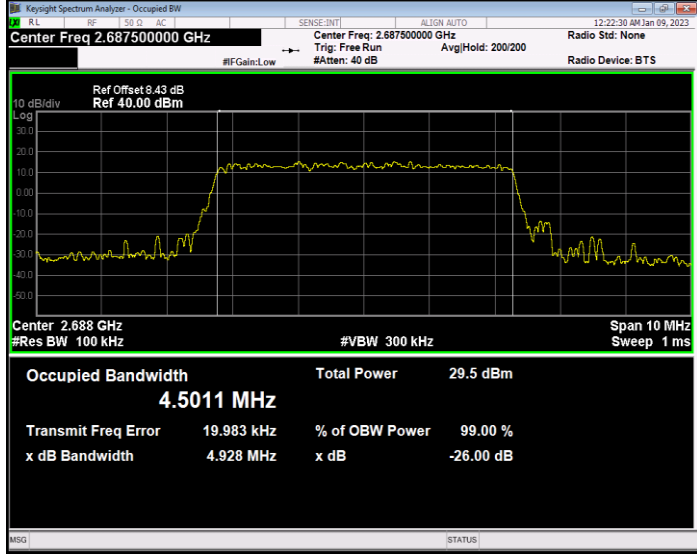 Keysight Spectrum Analyzer - Occupied BW
RL RF 50 Ω AC SENSE:INT ALIGN AUTO 12:22:30 AM Jan 09, 2023
Center Freq 2.687500000 GHz Center Freq: 2.687500000 GHz Radio Std: None
Trig: Free Run Avg|Hold: 200/200
#IFGain:Low #Atten: 40 dB Radio Device: BTS
Ref Offset 8.43 dB
10 dB/div Ref 40.00 dBm
Log
30.0
20.0
10.0
0.00
-10.0
-20.0
-30.0
-40.0
-50.0
Center 2.688 GHz Span 10 MHz
#Res BW 100 kHz #VBW 300 kHz Sweep 1 ms
Occupied Bandwidth Total Power 29.5 dBm
4.5011 MHz
Transmit Freq Error 19.983 kHz % of OBW Power 99.00 %
x dB Bandwidth 4.928 MHz x dB -26.00 dB
MSG STATUS